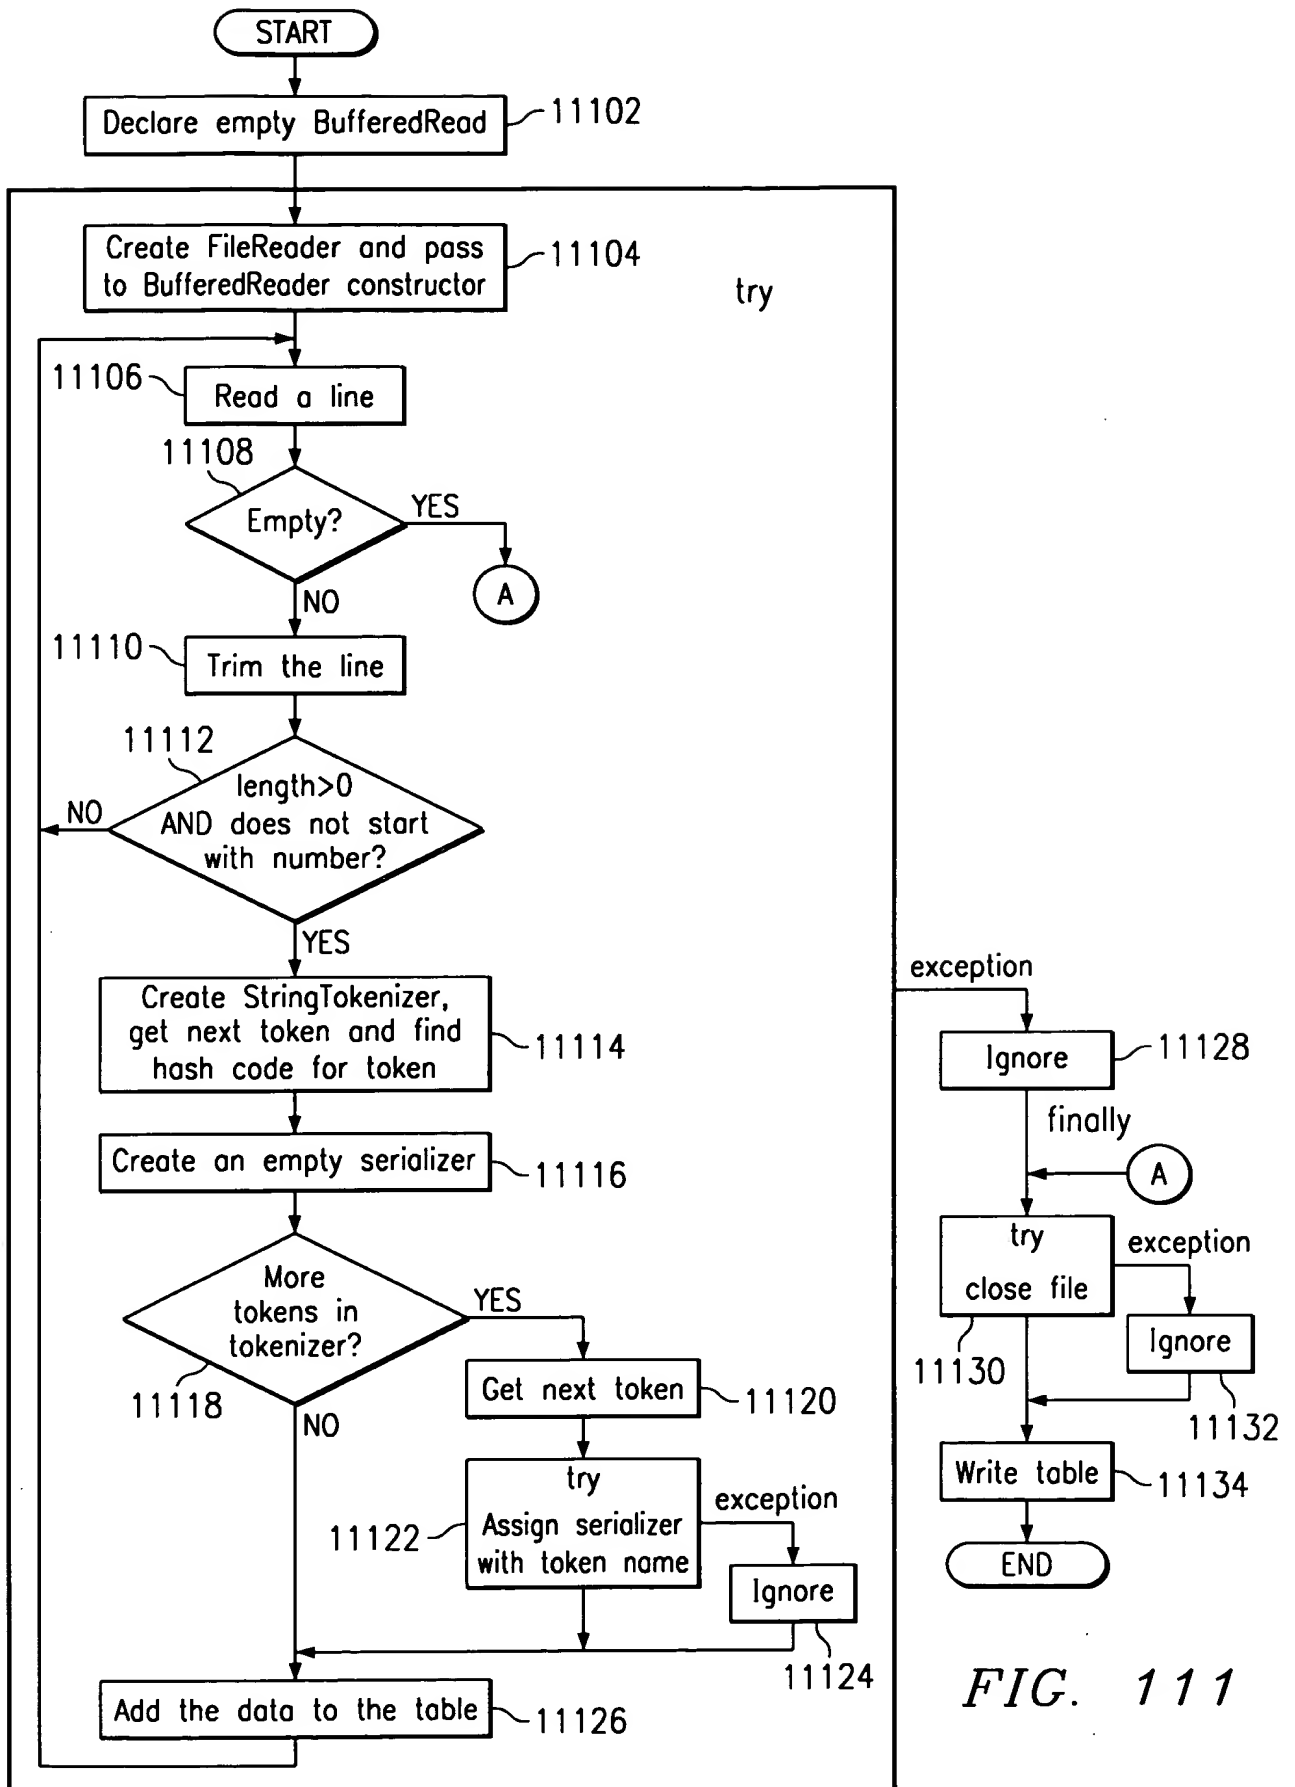 START
Declare empty BufferedRead
11102
Create FileReader and pass
to BufferedReader constructor
11104
try
11106
Read a line
11108
Empty?
YES
A
NO
11110
Trim the line
11112
length>0
AND does not start
with number?
NO
YES
Create StringTokenizer,
get next token and find
hash code for token
11114
Create an empty serializer
11116
More
tokens in
tokenizer?
YES
11118
NO
Get next token
11120
try
Assign serializer
with token name
11122
exception
Ignore
11124
Add the data to the table
11126
exception
Ignore
11128
finally
A
try
close file
exception
11130
Ignore
11132
Write table
11134
END
FIG. 111